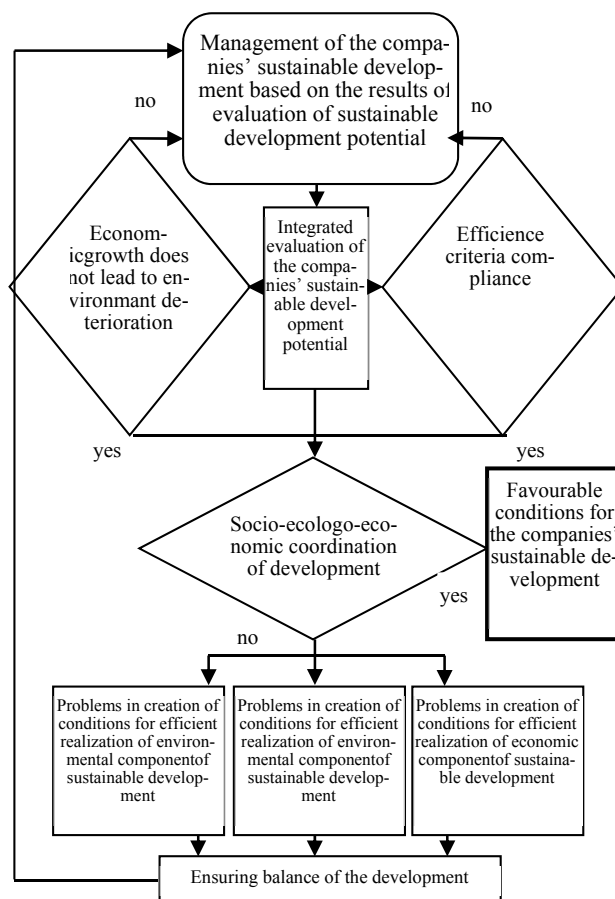 Management of the compa-
nies' sustainable develop-
ment based on the results of
evaluation of sustainable
development potential
no
no
Econom-
icgrowth does
not lead to en-
vironmant de-
terioration
Integrated
evaluation of
the compa-
nies' sustain-
able devel-
opment
potential
Efficience
criteria com-
pliance
yes
yes
Socio-ecologo-eco-
nomic coordination
of development
yes
Favourable
conditions for
the companies'
sustainable de-
velopment
no
Problems in creation of
conditions for efficient
realization of environ-
mental componentof
sustainable develop-
ment
Problems in creation of
conditions for efficient
realization of environ-
mental componentof
sustainable develop-
ment
Problems in creation of
conditions for efficient
realization of economic
componentof sustaina-
ble development
Ensuring balance of the development